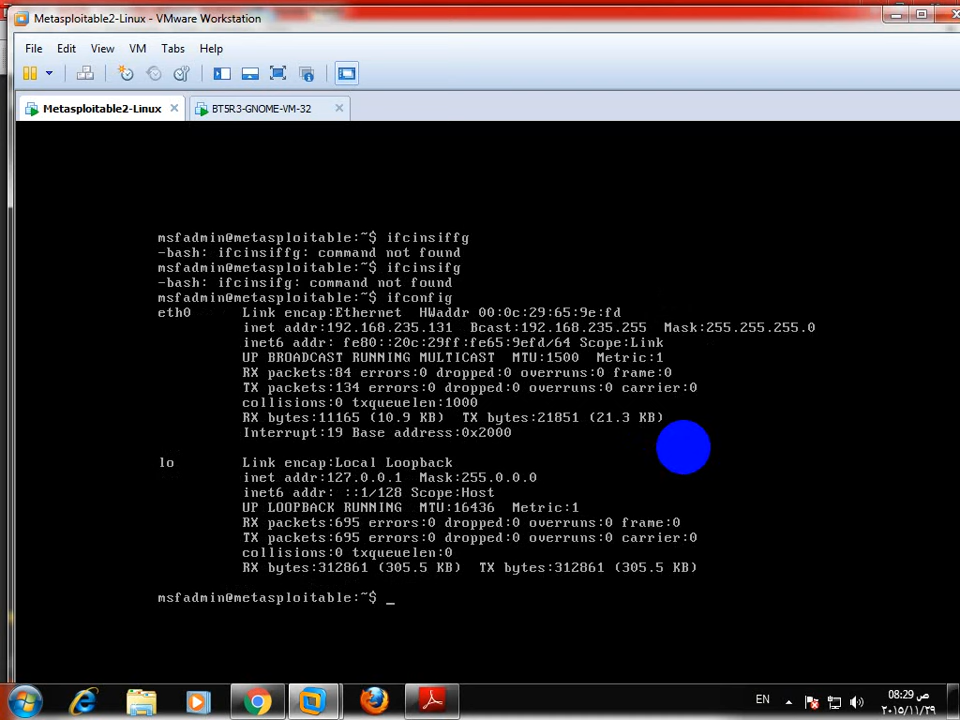 Metasploitable2-Linux - VMware Workstation
File Edit View VM Tabs Help
Metasploitable2-Linux BT5R3-GNOME-VM-32
msfadmin@metasploitable:~$ ifcinsiffg
-bash: ifcinsiffg: command not found
msfadmin@metasploitable:~$ ifcinsifg
-bash: ifcinsifg: command not found
msfadmin@metasploitable:~$ ifconfig
eth0 Link encap:Ethernet HWaddr 00:0c:29:65:9e:fd
inet addr:192.168.235.131 Bcast:192.168.235.255 Mask:255.255.255.0
inet6 addr: fe80::20c:29ff:fe65:9efd/64 Scope:Link
UP BROADCAST RUNNING MULTICAST MTU:1500 Metric:1
RX packets:84 errors:0 dropped:0 overruns:0 frame:0
TX packets:134 errors:0 dropped:0 overruns:0 carrier:0
collisions:0 txqueuelen:1000
RX bytes:11165 (10.9 KB) TX bytes:21851 (21.3 KB)
Interrupt:19 Base address:0x2000
lo Link encap:Local Loopback
inet addr:127.0.0.1 Mask:255.0.0.0
inet6 addr: ::1/128 Scope:Host
UP LOOPBACK RUNNING MTU:16436 Metric:1
RX packets:695 errors:0 dropped:0 overruns:0 frame:0
TX packets:695 errors:0 dropped:0 overruns:0 carrier:0
collisions:0 txqueuelen:0
RX bytes:312861 (305.5 KB) TX bytes:312861 (305.5 KB)
msfadmin@metasploitable:~$ _
EN
08:29 ص
٢٠١٥/١١/٢٩